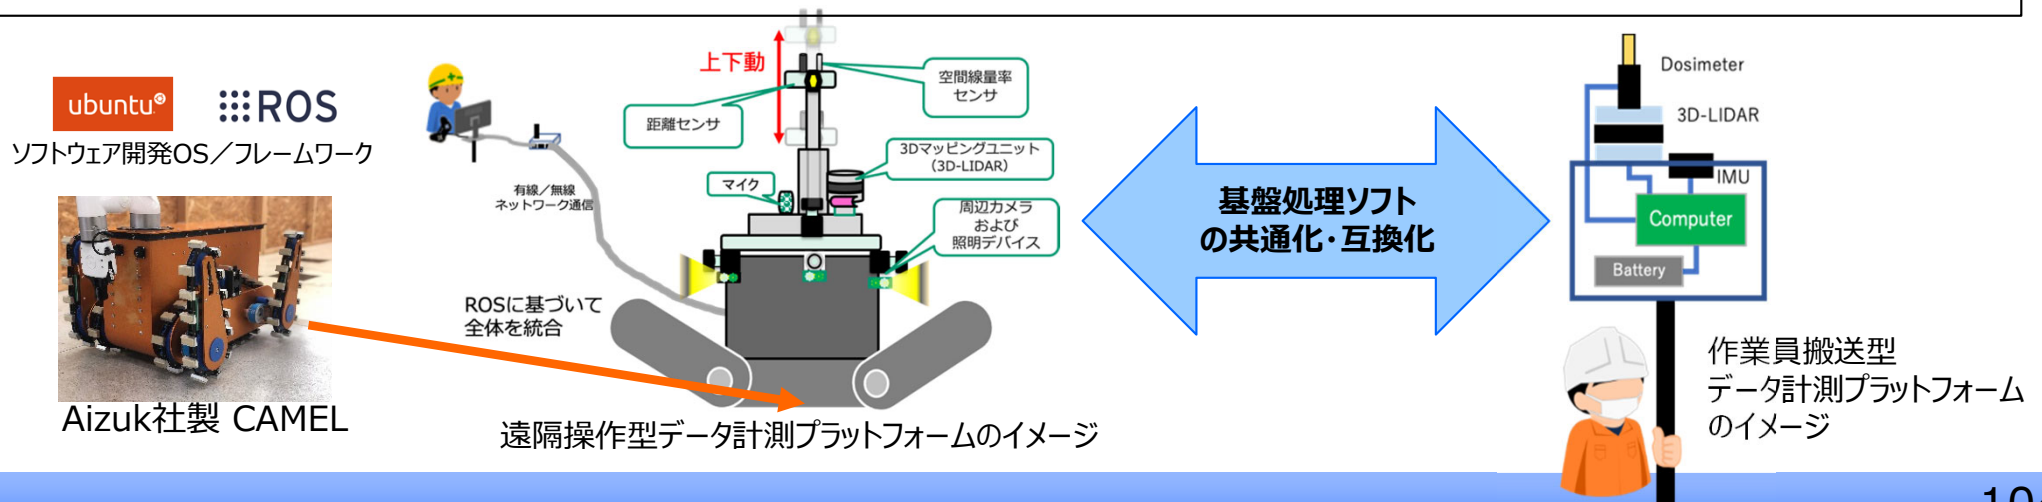 ubuntu®
ROS
ソフトウェア開発OS／フレームワーク
Aizuk社製 CAMEL
有線／無線
ネットワーク通信
ROSに基づいて
全体を統合
上下動
距離センサ
空間線量率
センサ
マイク
3Dマッピングユニット
（3D-LIDAR）
周辺カメラ
および
照明デバイス
遠隔操作型データ計測プラットフォームのイメージ
基盤処理ソフト
の共通化・互換化
Dosimeter
3D-LIDAR
IMU
Computer
Battery
作業員搬送型
データ計測プラットフォーム
のイメージ
10